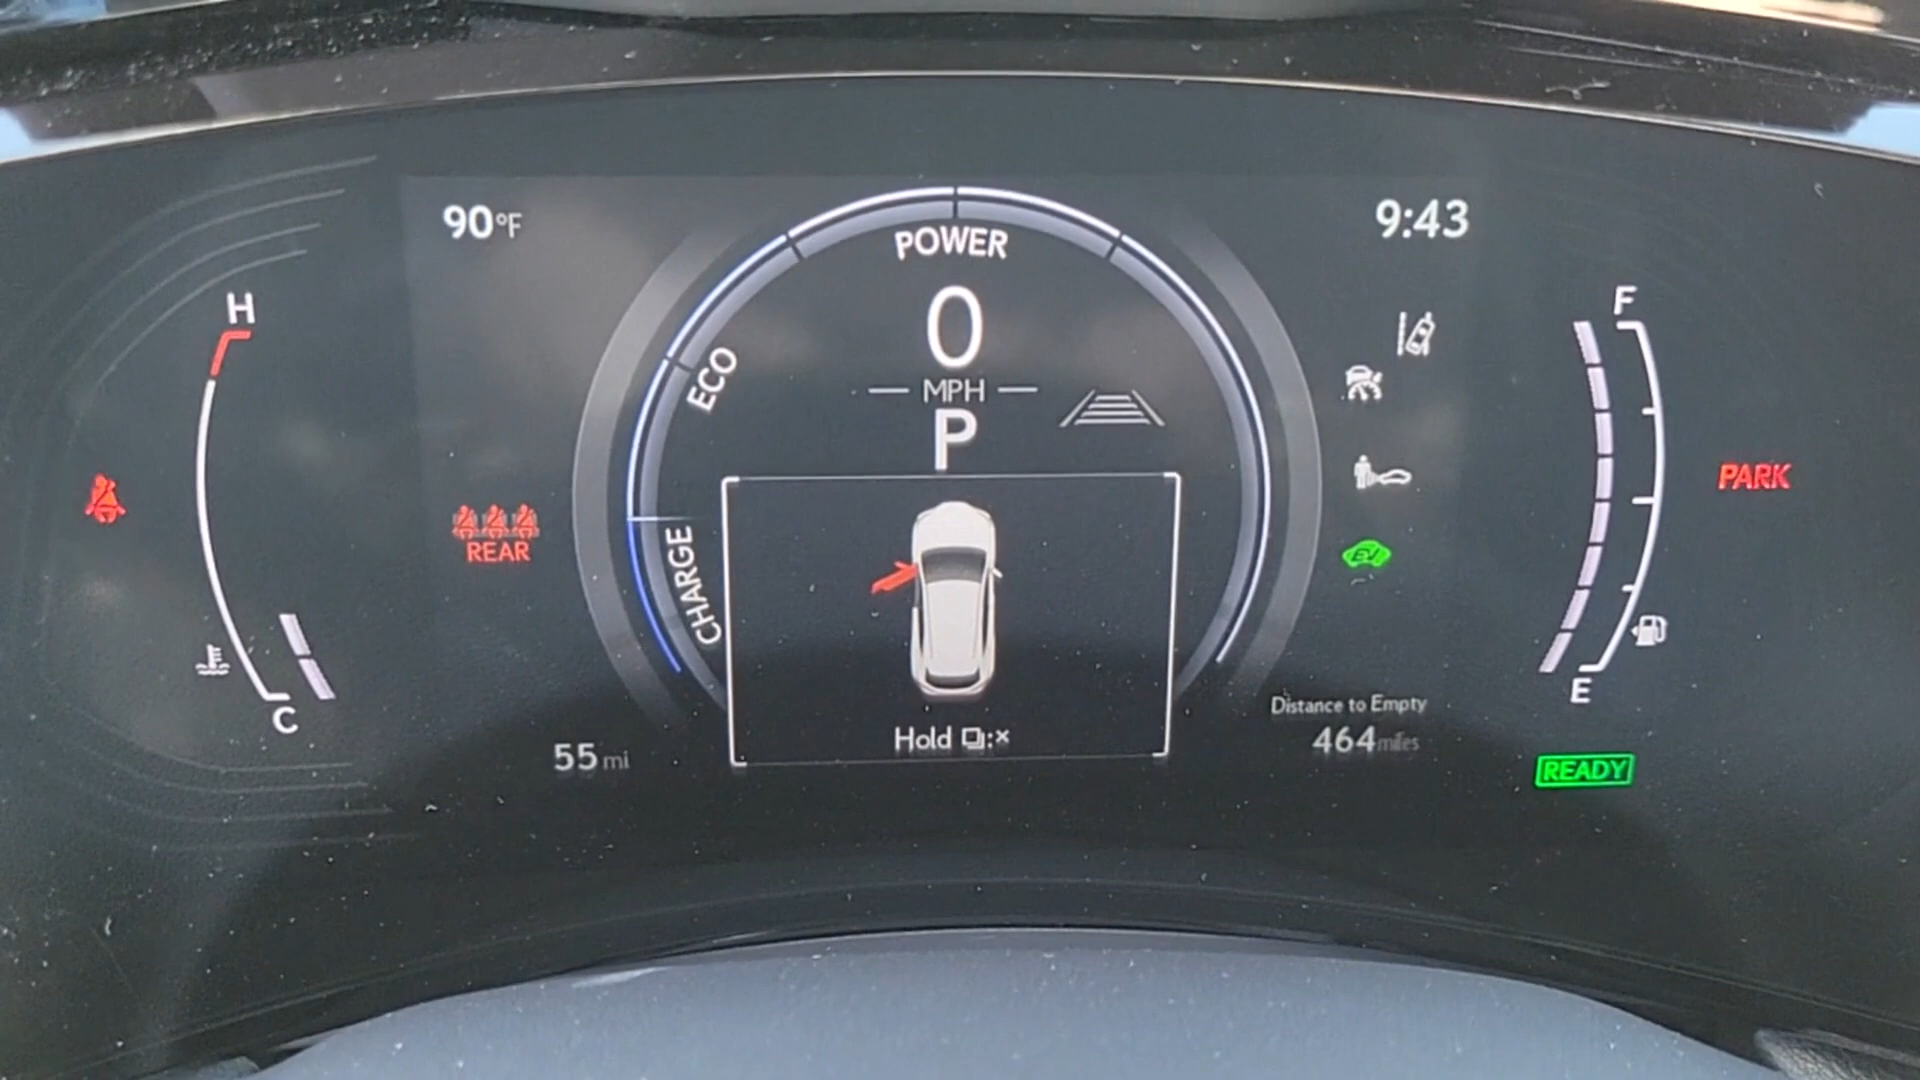 90°F
9:43
POWER
H
F
0
ECO
MPH
P
PARK
REAR
EV
CHARGE
E
C
Distance to Empty
Hold :×
464 miles
55 mi
READY